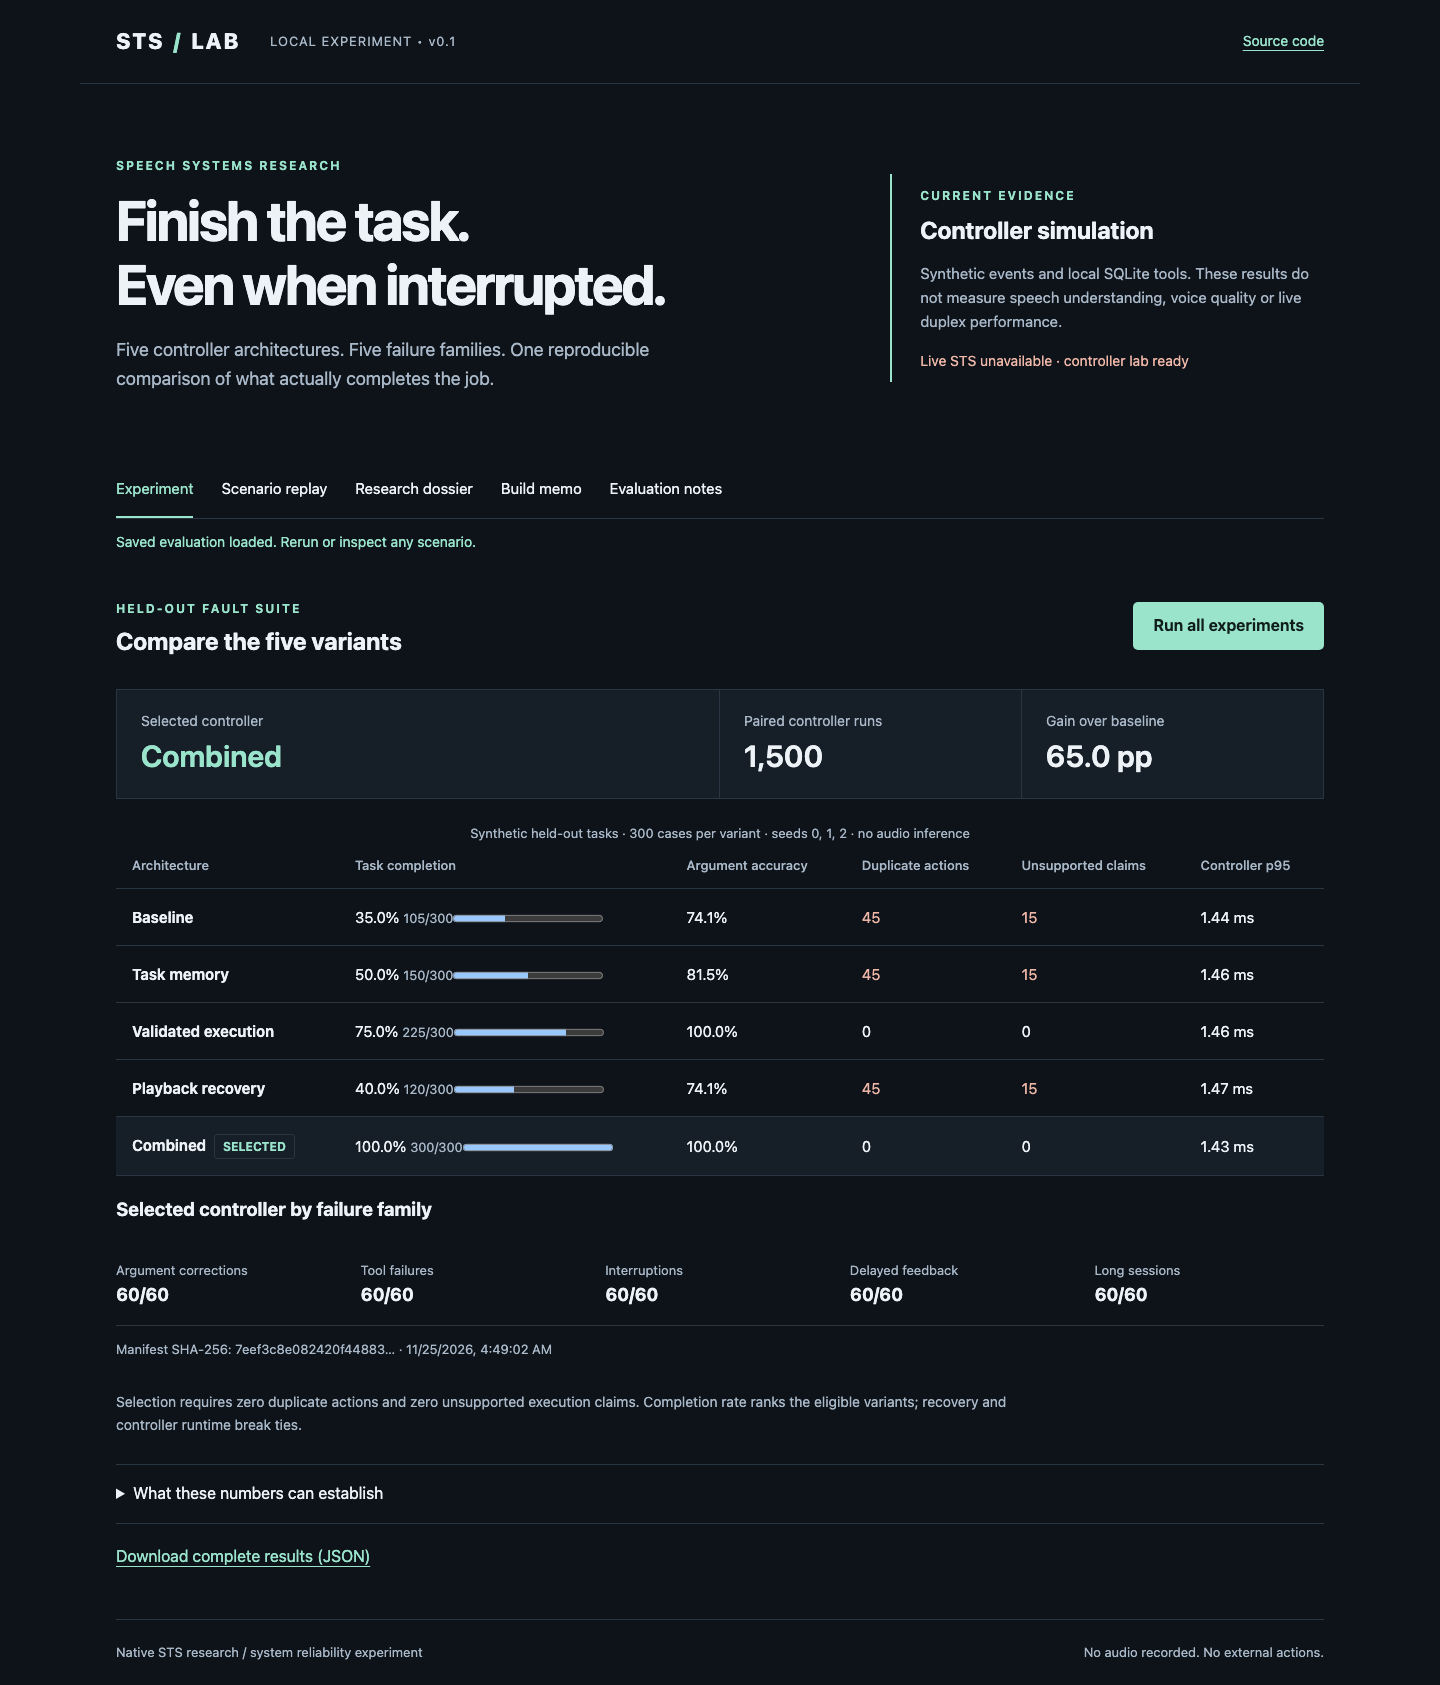 STS / LAB LOCAL EXPERIMENT • v0.1 Source code
SPEECH SYSTEMS RESEARCH
Finish the task.
Even when interrupted.
Five controller architectures. Five failure families. One reproducible
comparison of what actually completes the job.
CURRENT EVIDENCE
Controller simulation
Synthetic events and local SQLite tools. These results do
not measure speech understanding, voice quality or live
duplex performance.
Live STS unavailable · controller lab ready
Experiment Scenario replay Research dossier Build memo Evaluation notes
Saved evaluation loaded. Rerun or inspect any scenario.
HELD-OUT FAULT SUITE
Compare the five variants
Run all experiments
Selected controller
Combined
Paired controller runs
1,500
Gain over baseline
65.0 pp
Synthetic held-out tasks · 300 cases per variant · seeds 0, 1, 2 · no audio inference
Architecture Task completion Argument accuracy Duplicate actions Unsupported claims Controller p95
Baseline 35.0% 105/300 74.1% 45 15 1.44 ms
Task memory 50.0% 150/300 81.5% 45 15 1.46 ms
Validated execution 75.0% 225/300 100.0% 0 0 1.46 ms
Playback recovery 40.0% 120/300 74.1% 45 15 1.47 ms
Combined SELECTED 100.0% 300/300 100.0% 0 0 1.43 ms
Selected controller by failure family
Argument corrections Tool failures Interruptions Delayed feedback Long sessions
60/60 60/60 60/60 60/60 60/60
Manifest SHA-256: 7eef3c8e082420f44883… · 11/25/2026, 4:49:02 AM
Selection requires zero duplicate actions and zero unsupported execution claims. Completion rate ranks the eligible variants; recovery and
controller runtime break ties.
What these numbers can establish
Download complete results (JSON)
Native STS research / system reliability experiment No audio recorded. No external actions.